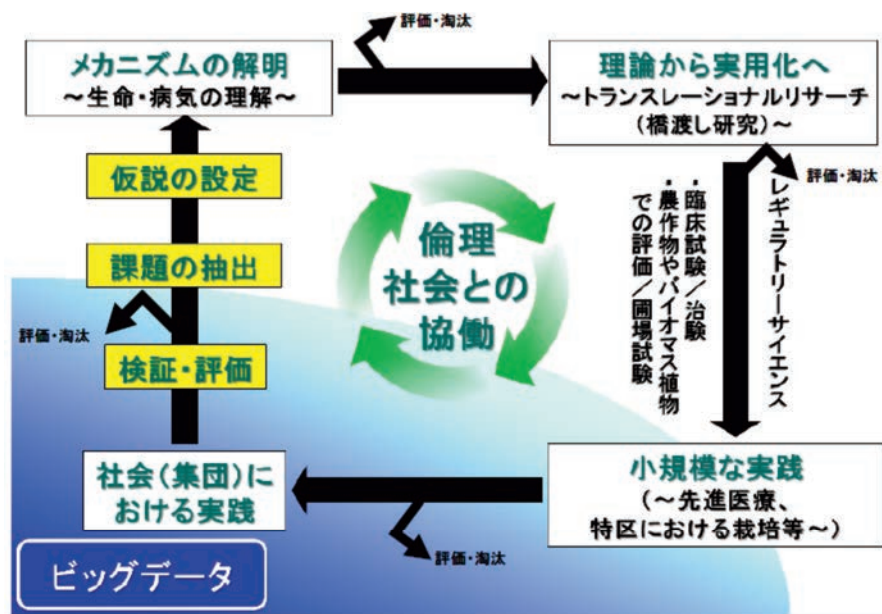 評価・淘汰
メカニズムの解明
～生命・病気の理解～
理論から実用化へ
～トランスレーショナルリサーチ
（橋渡し研究）～
評価・淘汰
仮説の設定
課題の抽出
評価・淘汰
検証・評価
倫理
社会との
協働
レギュラトリーサイエンス
・臨床試験／治験
・農作物やバイオマス植物
での評価／圃場試験
社会（集団）に
おける実践
小規模な実践
（～先進医療、
特区における栽培等～）
評価・淘汰
ビッグデータ